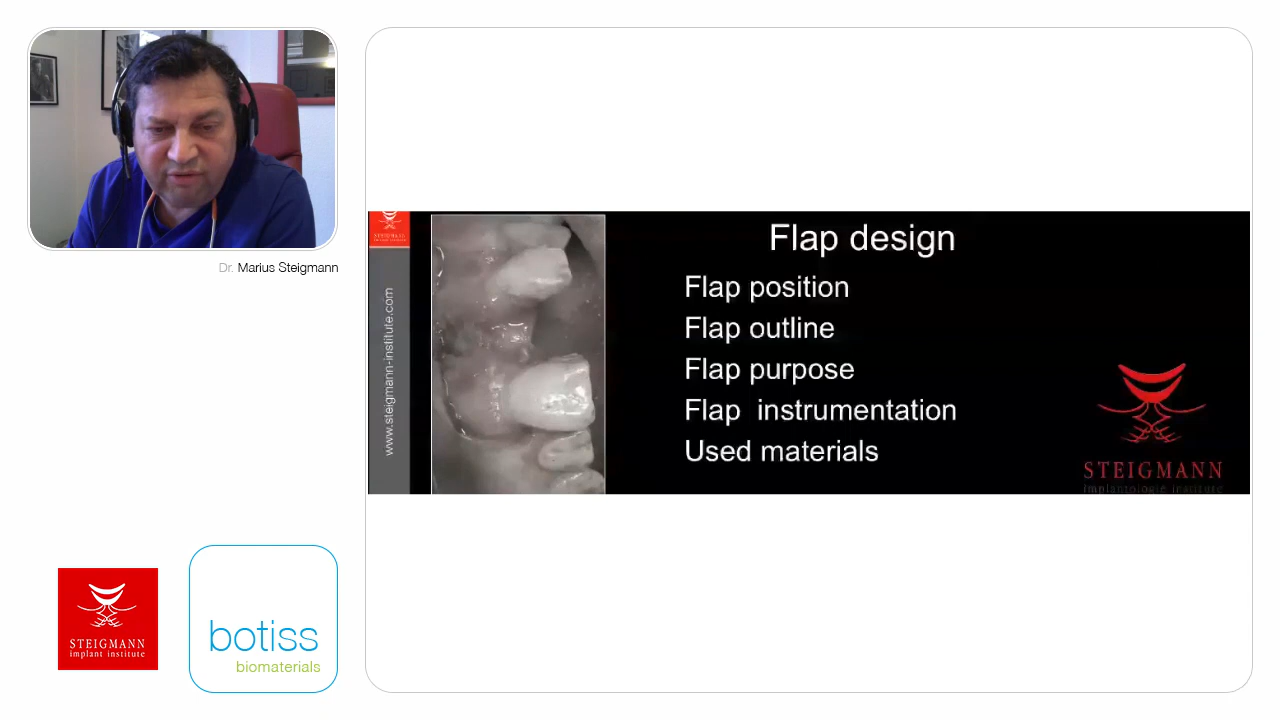 Dr. Marius Steigmann
STEIGMANN
implant institute
botiss
biomaterials
STEIGMANN
www.steigmann-institute.com
Flap design
Flap position
Flap outline
Flap purpose
Flap instrumentation
Used materials
STEIGMANN
implantologie institute